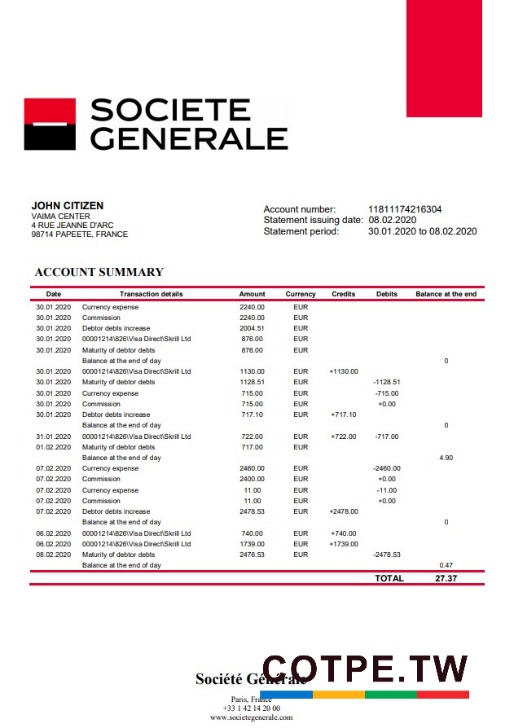 SOCIETE
GENERALE
JOHN CITIZEN
VAIMA CENTER
4 RUE JEANNE D'ARC
98714 PAPEETE, FRANCE
Account number: 11811174216304
Statement issuing date: 08.02.2020
Statement period: 30.01.2020 to 08.02.2020
ACCOUNT SUMMARY
Date Transaction details Amount Currency Credits Debits Balance at the end
30.01.2020 Currency expense 2240.00 EUR
30.01.2020 Commission 2240.00 EUR
30.01.2020 Debtor debts increase 2004.51 EUR
30.01.2020 00001214\826\Visa Direct\Skrill Ltd 876.00 EUR
30.01.2020 Maturity of debtor debts 876.00 EUR
Balance at the end of day 0
30.01.2020 00001214\826\Visa Direct\Skrill Ltd 1130.00 EUR +1130.00
30.01.2020 Maturity of debtor debts 1128.51 EUR -1128.51
30.01.2020 Currency expense 715.00 EUR -715.00
30.01.2020 Commission 715.00 EUR +0.00
30.01.2020 Debtor debts increase 717.10 EUR +717.10
Balance at the end of day 0
31.01.2020 00001214\826\Visa Direct\Skrill Ltd 722.00 EUR +722.00 -717.00
01.02.2020 Maturity of debtor debts 717.00 EUR
Balance at the end of day 4.90
07.02.2020 Currency expense 2460.00 EUR -2460.00
07.02.2020 Commission 2400.00 EUR +0.00
07.02.2020 Currency expense 11.00 EUR -11.00
07.02.2020 Commission 11.00 EUR +0.00
07.02.2020 Debtor debts increase 2478.53 EUR +2478.00
Balance at the end of day 0
06.02.2020 00001214\826\Visa Direct\Skrill Ltd 740.00 EUR +740.00
06.02.2020 00001214\826\Visa Direct\Skrill Ltd 1739.00 EUR +1739.00
08.02.2020 Maturity of debtor debts 2476.53 EUR -2478.53
Balance at the end of day 0.47
TOTAL 27.37
COTPE.TW
Société Générale
Paris, France
+33 1 42 14 20 00
www.societegenerale.com